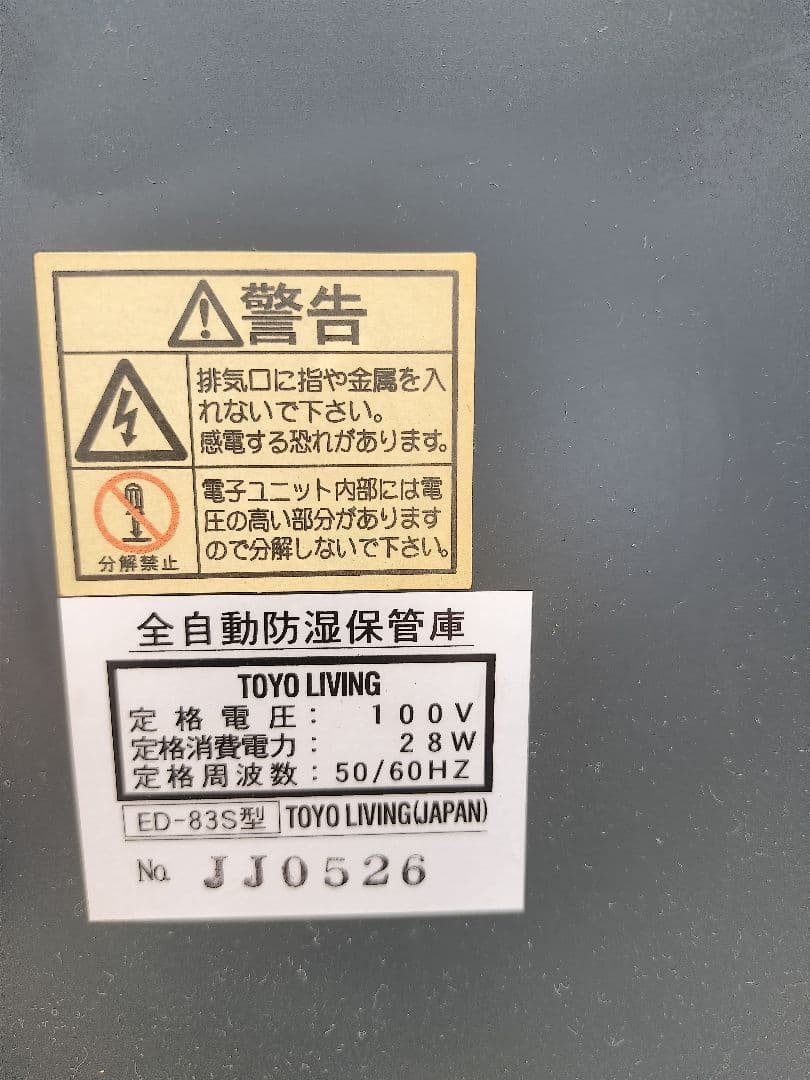 警告
排気口に指や金属を入
れないで下さい。
感電する恐れがあります。
分解禁止
電子ユニット内部には電
圧の高い部分があります
ので分解しないで下さい。
全自動防湿保管庫
TOYO LIVING
定格電圧： 100V
定格消費電力： 28W
定格周波数：50/60HZ
ED-83S型 TOYO LIVING(JAPAN)
No. JJ0526